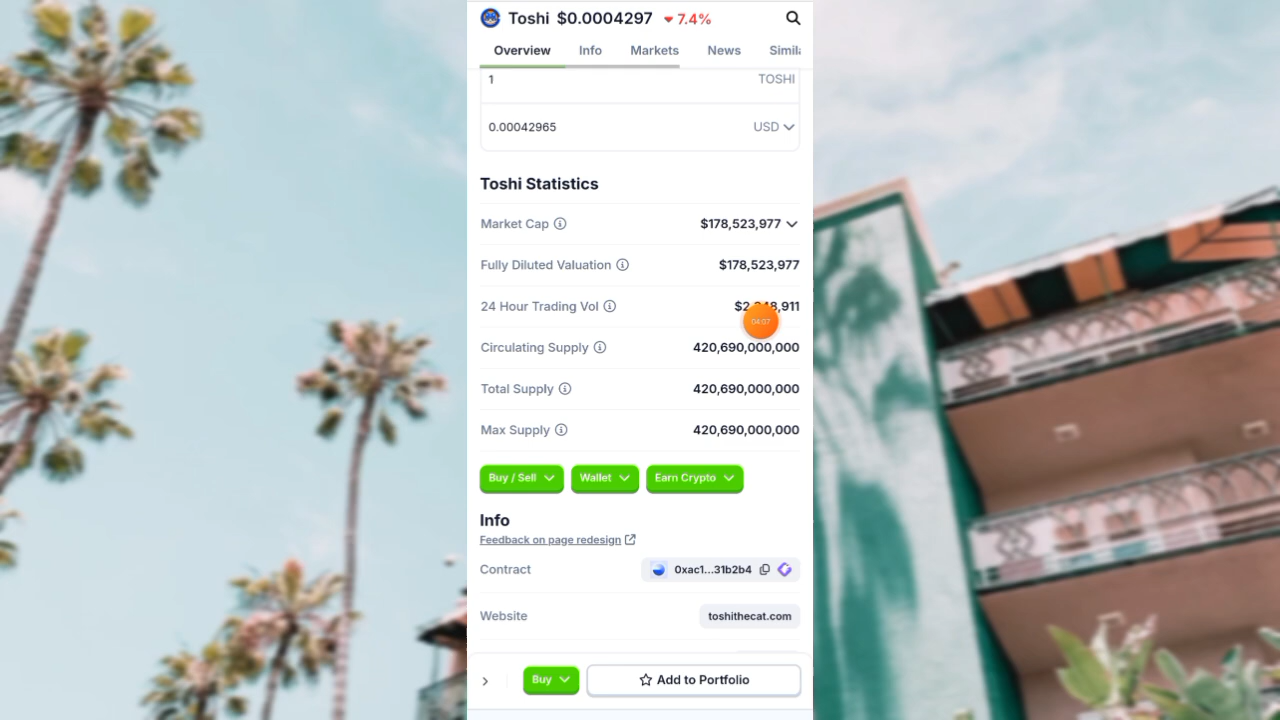 Toshi $0.0004297 7.4%
Overview Info Markets News Simila
1 TOSHI
0.00042965 USD
Toshi Statistics
Market Cap $178,523,977
Fully Diluted Valuation $178,523,977
24 Hour Trading Vol
04:07
Circulating Supply 420,690,000,000
Total Supply 420,690,000,000
Max Supply 420,690,000,000
Buy / Sell Wallet Earn Crypto
Info
Feedback on page redesign
Contract 0xac1...31b2b4
Website toshithecat.com
Buy Add to Portfolio